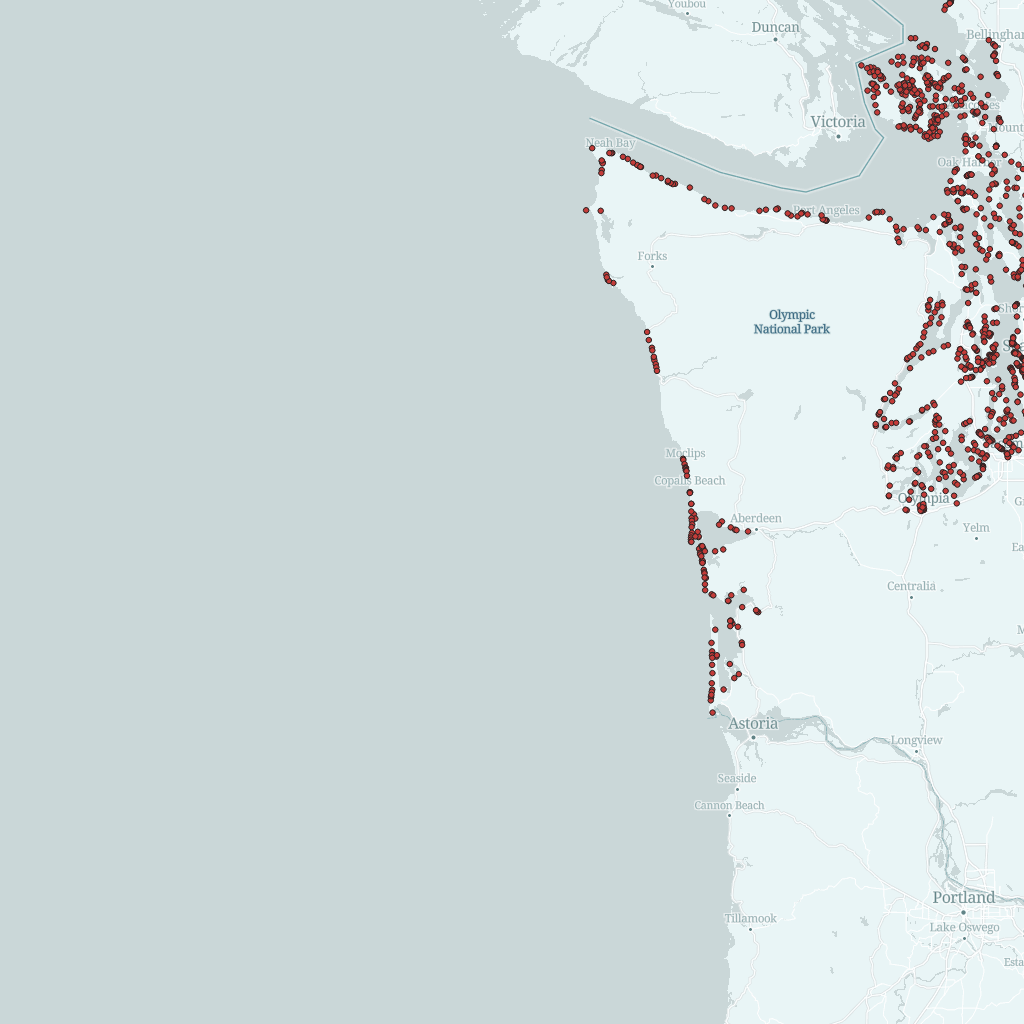 Youbou
Duncan
Bellingham
Victoria
Neah Bay
Oak Harbor
Port Angeles
Forks
Olympic
National Park
Moclips
Copalis Beach
Aberdeen
Olympia
Yelm
Centralia
Astoria
Longview
Seaside
Cannon Beach
Portland
Tillamook
Lake Oswego
Esta